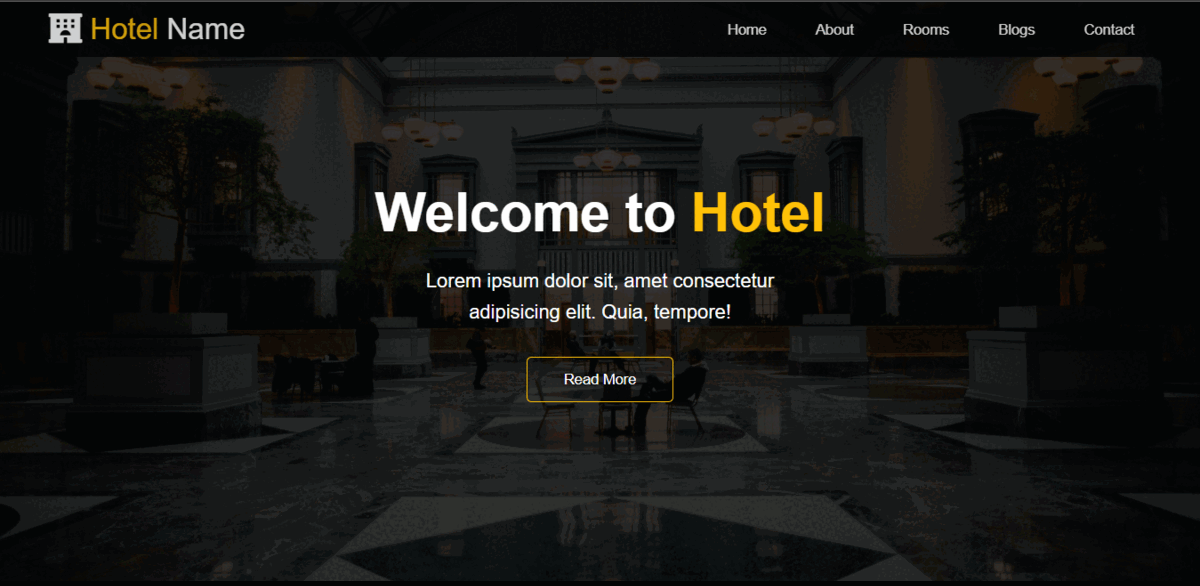 Hotel Name
Home About Rooms Blogs Contact
Welcome to Hotel
Lorem ipsum dolor sit, amet consectetur
adipisicing elit. Quia, tempore!
Read More